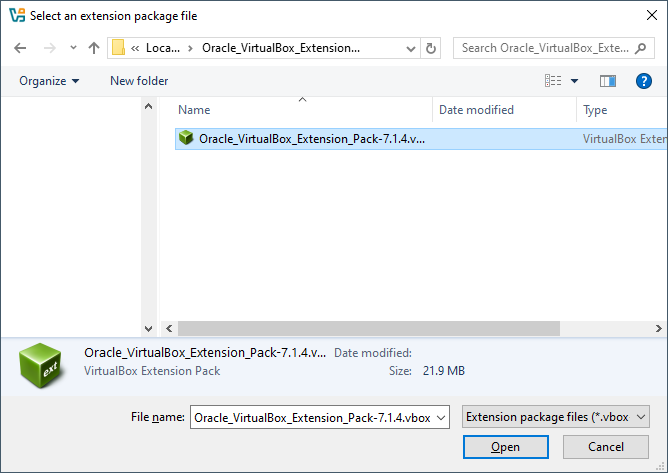 Select an extension package file
« Loca... › Oracle_VirtualBox_Extension...
Search Oracle_VirtualBox_Exte...
Organize New folder
Name Date modified Type
Oracle_VirtualBox_Extension_Pack-7.1.4.v... VirtualBox Exten
ext
Oracle_VirtualBox_Extension_Pack-7.1.4.v... Date modified:
VirtualBox Extension Pack Size: 21.9 MB
File name: Oracle_VirtualBox_Extension_Pack-7.1.4.vbox Extension package files (*.vbox
Open Cancel